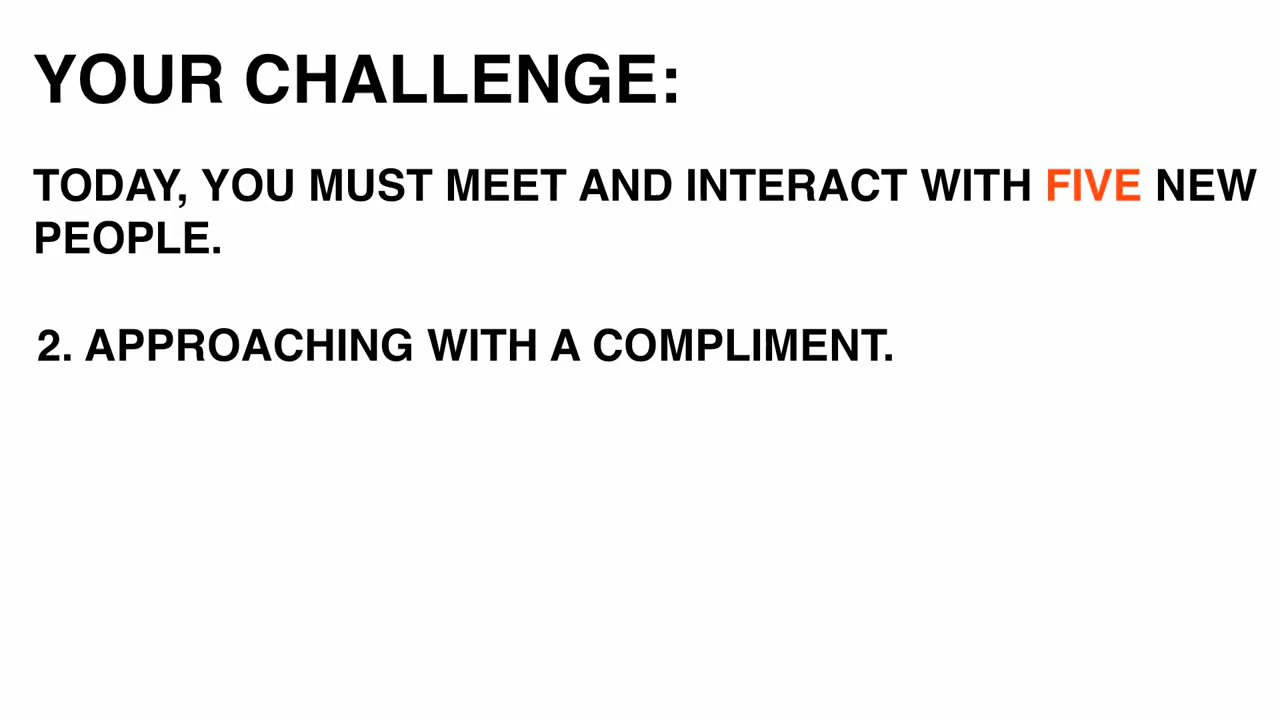 YOUR CHALLENGE:
TODAY, YOU MUST MEET AND INTERACT WITH FIVE NEW
PEOPLE.
2. APPROACHING WITH A COMPLIMENT.